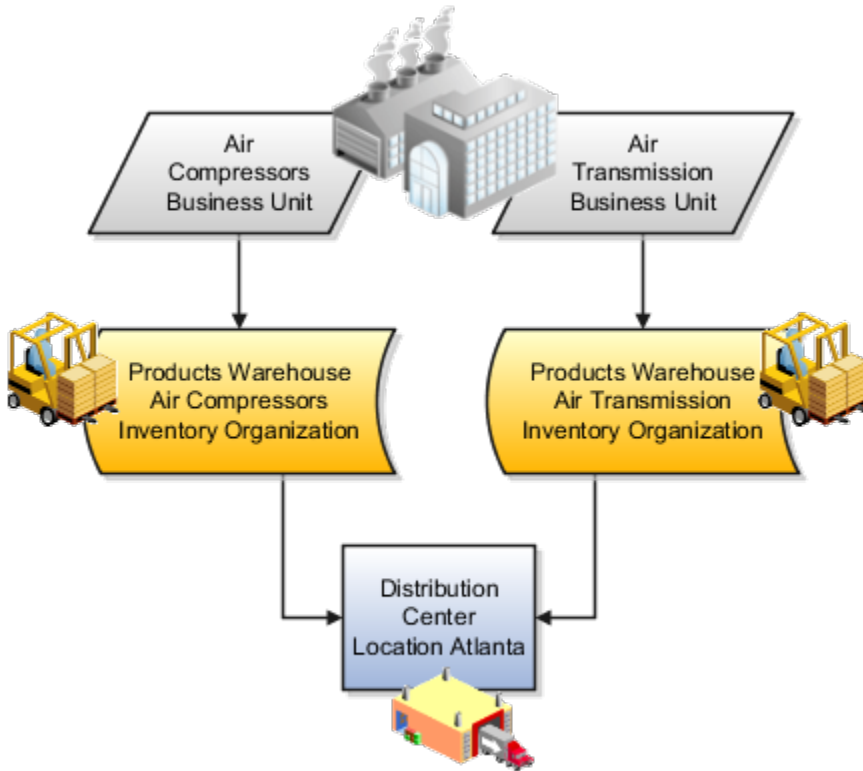 Air
Compressors
Business Unit
Air
Transmission
Business Unit
Products Warehouse
Air Compressors
Inventory Organization
Products Warehouse
Air Transmission
Inventory Organization
Distribution
Center
Location Atlanta